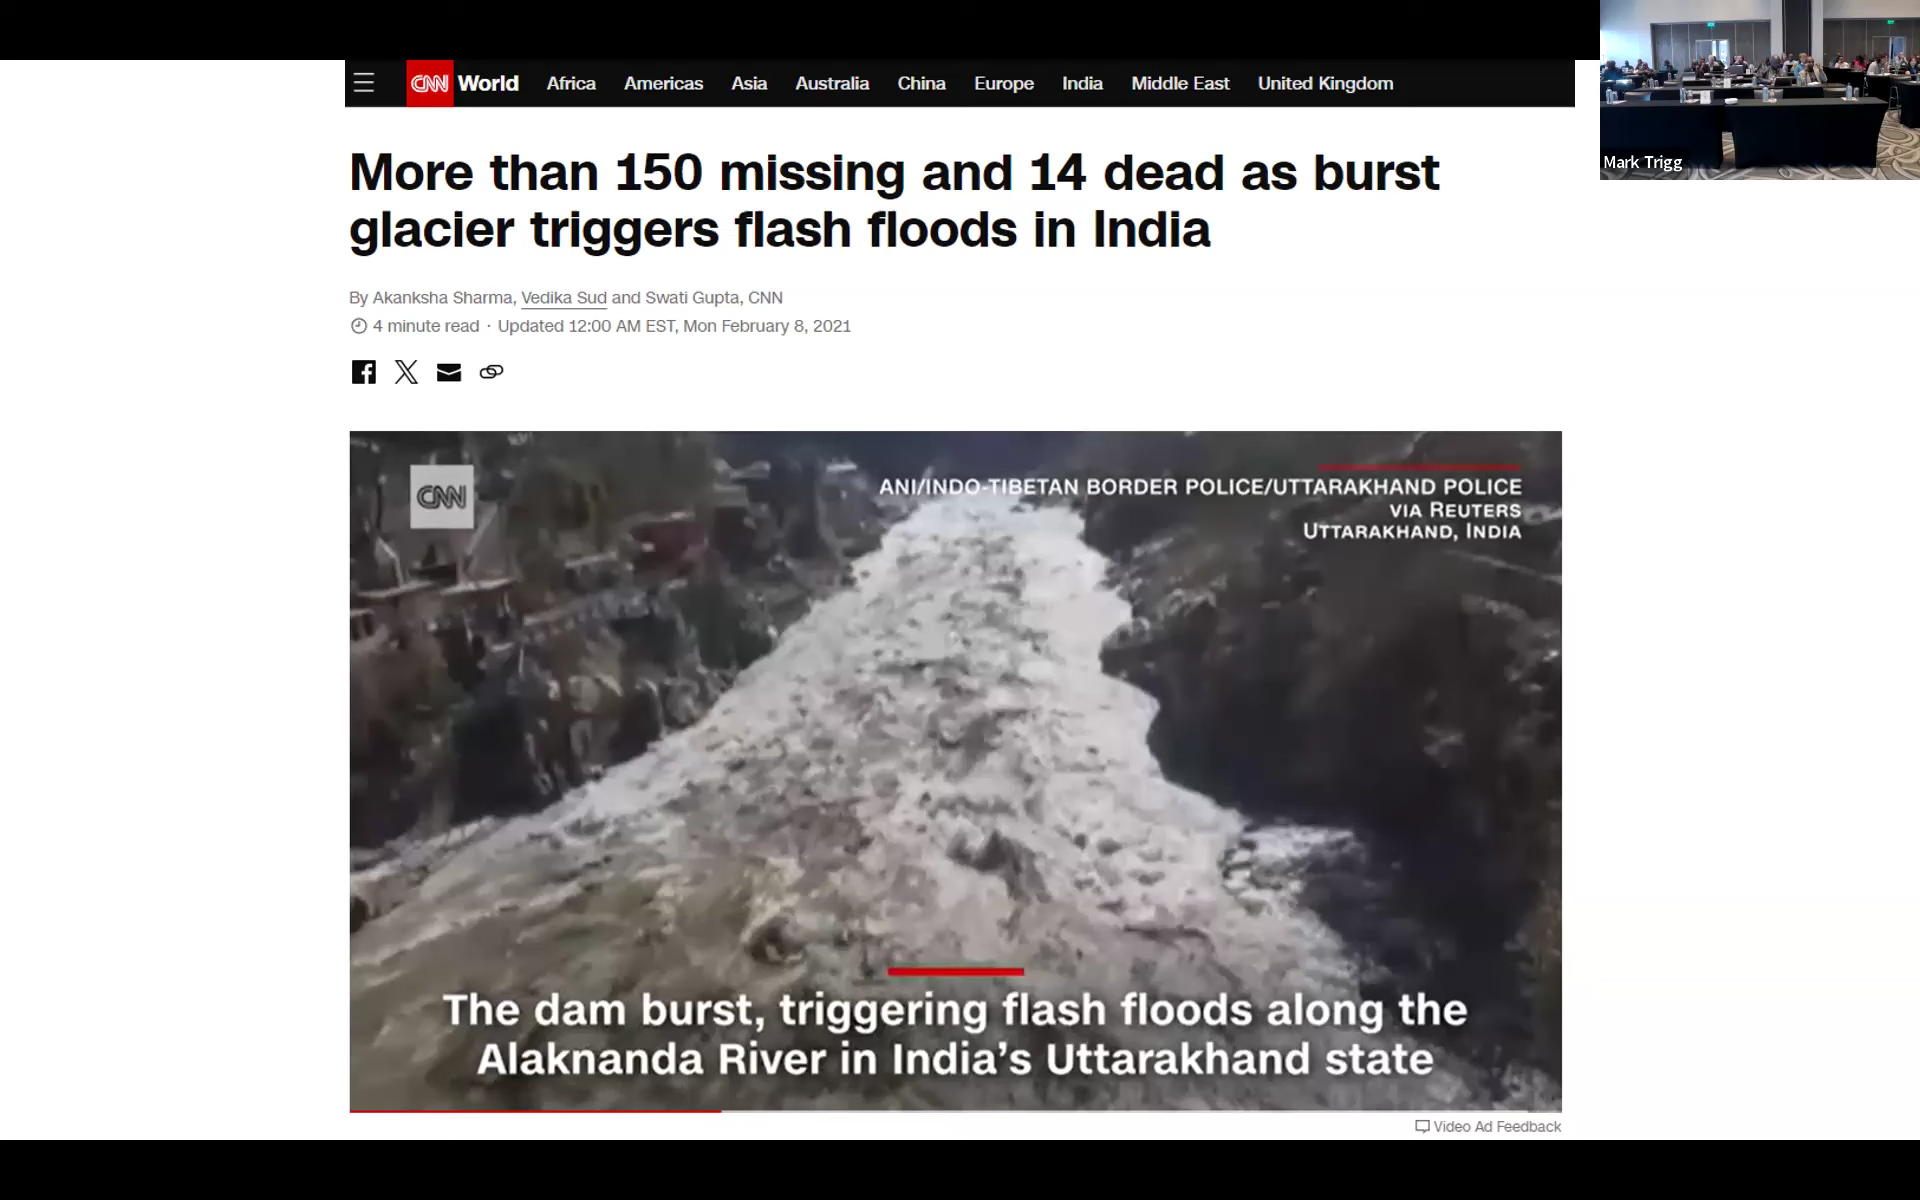 CNN World Africa Americas Asia Australia China Europe India Middle East United Kingdom
Mark Trigg
More than 150 missing and 14 dead as burst
glacier triggers flash floods in India
By Akanksha Sharma, Vedika Sud and Swati Gupta, CNN
4 minute read · Updated 12:00 AM EST, Mon February 8, 2021
CNN
ANI/INDO-TIBETAN BORDER POLICE/UTTARAKHAND POLICE
VIA REUTERS
UTTARAKHAND, INDIA
The dam burst, triggering flash floods along the
Alaknanda River in India’s Uttarakhand state
Video Ad Feedback